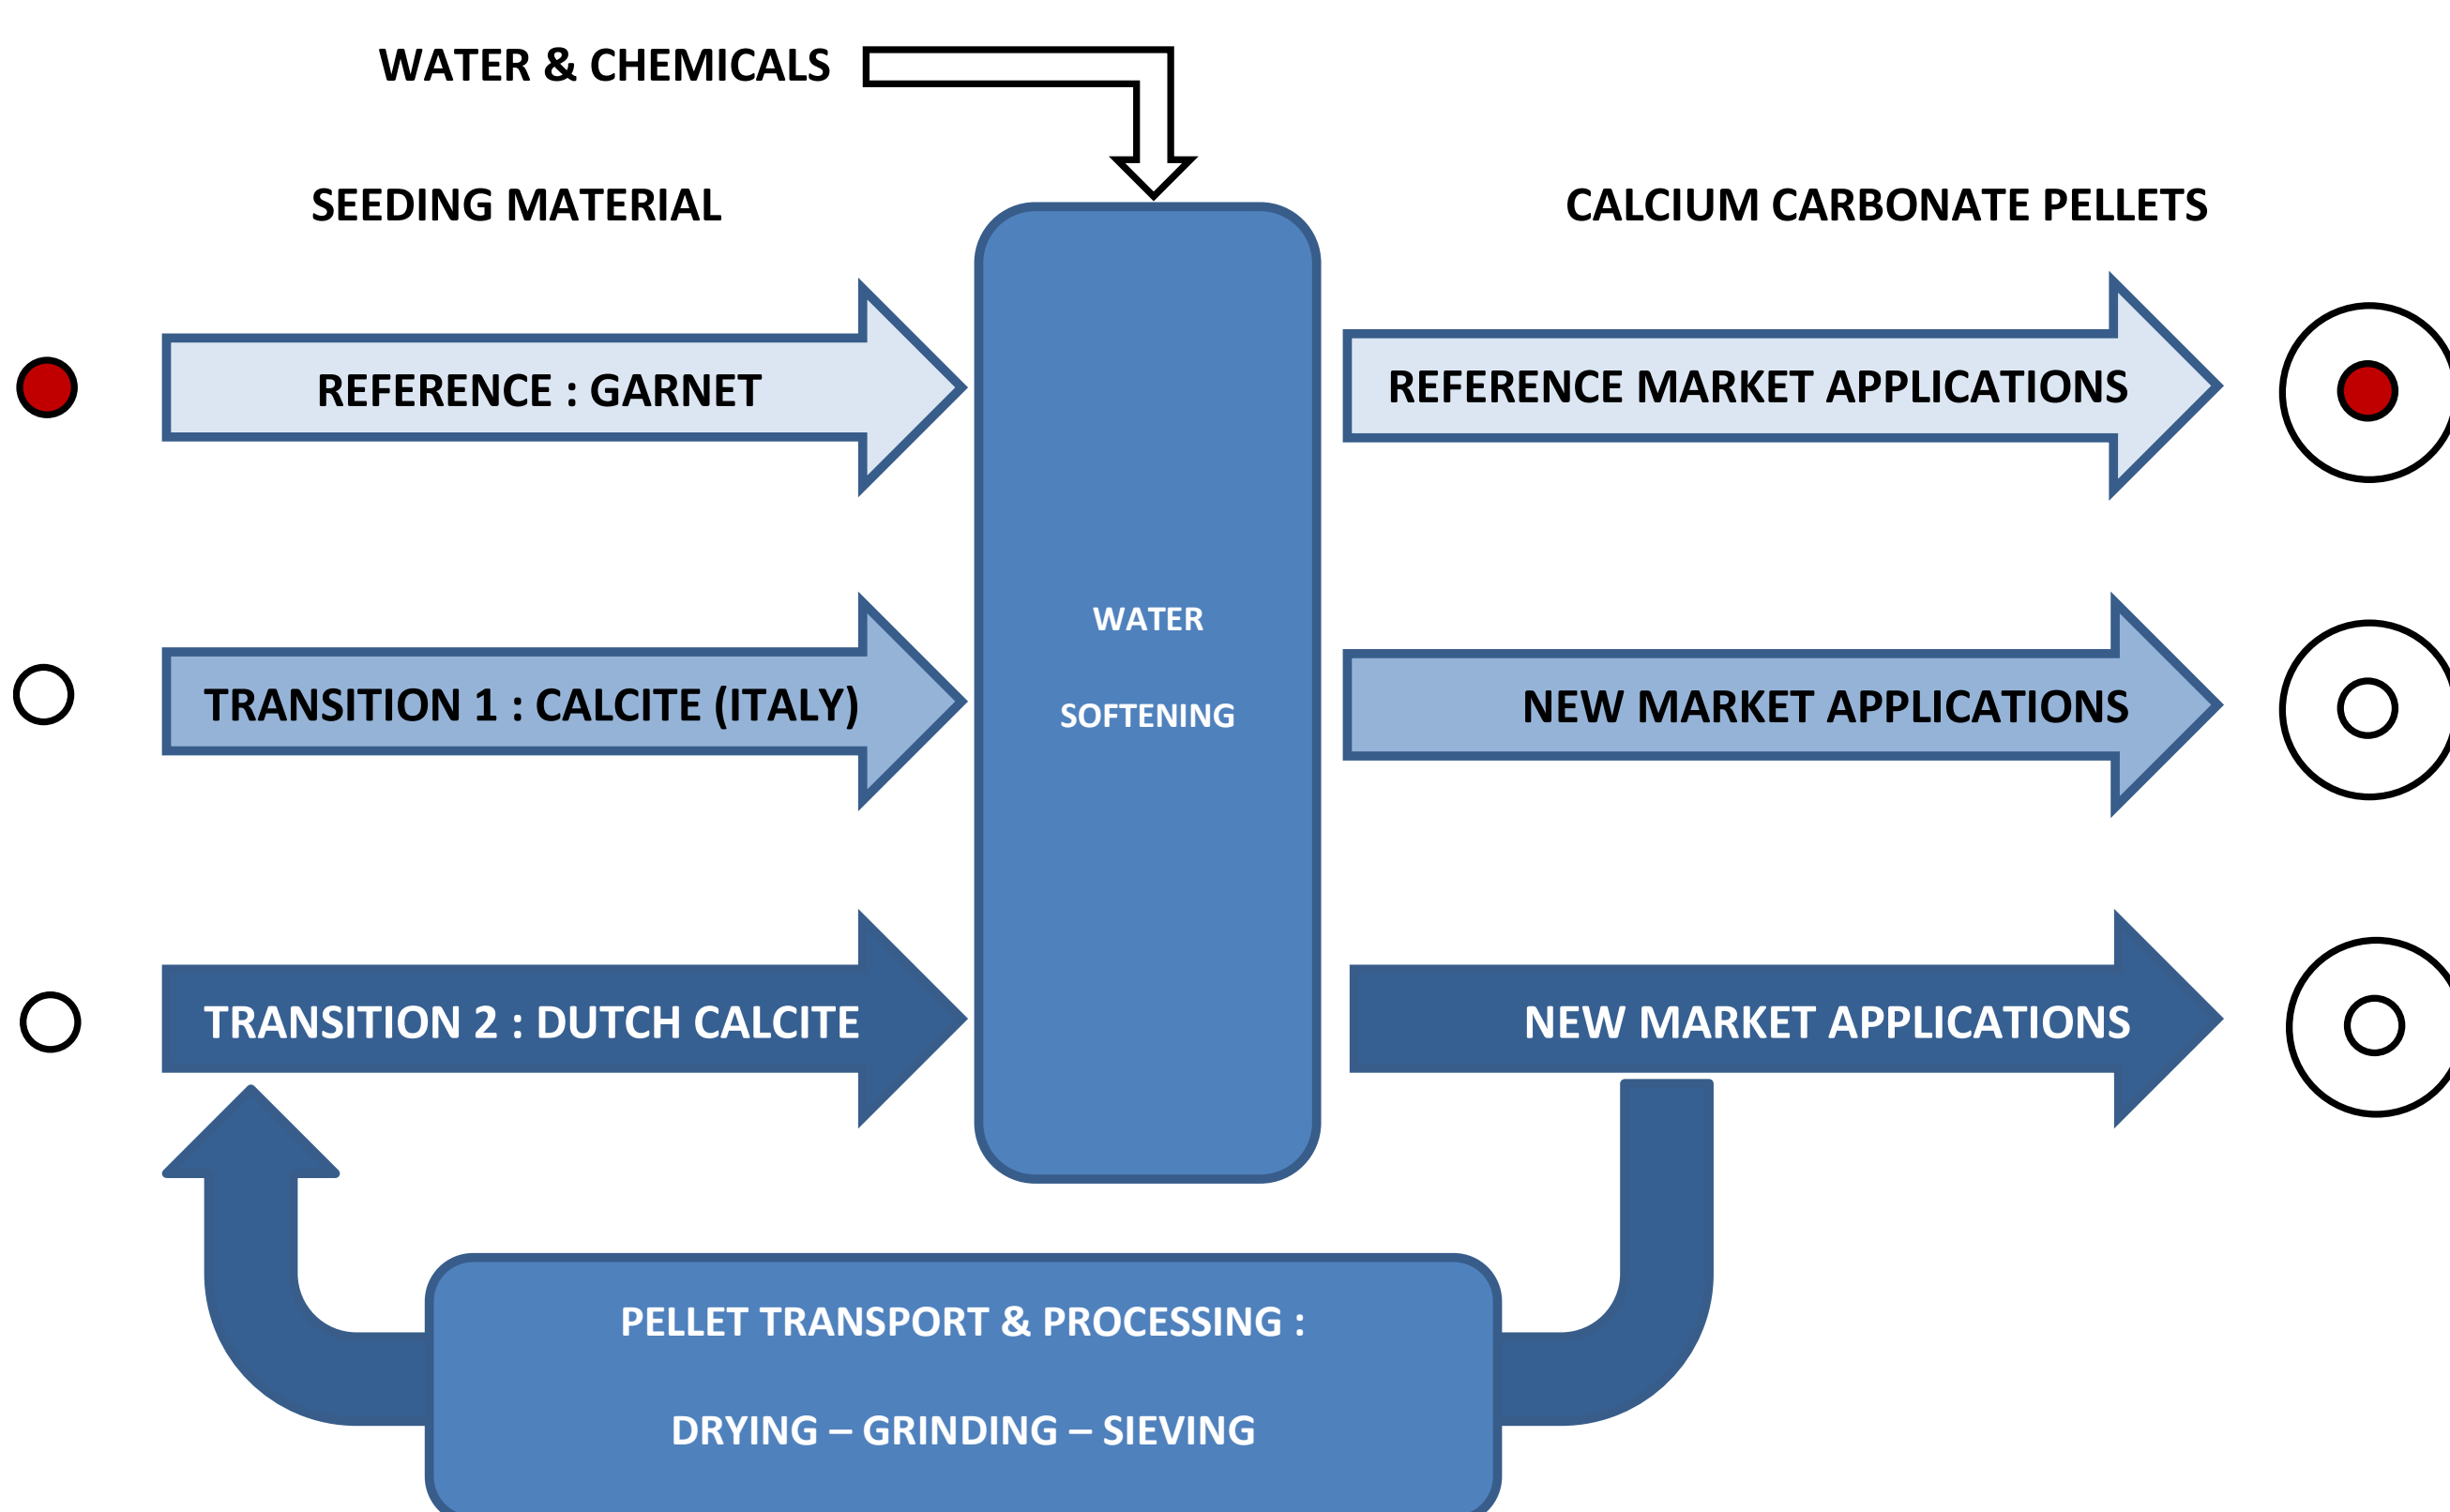 WATER & CHEMICALS
SEEDING MATERIAL
CALCIUM CARBONATE PELLETS
REFERENCE : GARNET
REFERENCE MARKET APPLICATIONS
WATER
SOFTENING
TRANSITION 1 : CALCITE (ITALY)
NEW MARKET APPLICATIONS
TRANSITION 2 : DUTCH CALCITE
NEW MARKET APPLICATIONS
PELLET TRANSPORT & PROCESSING :
DRYING – GRINDING – SIEVING